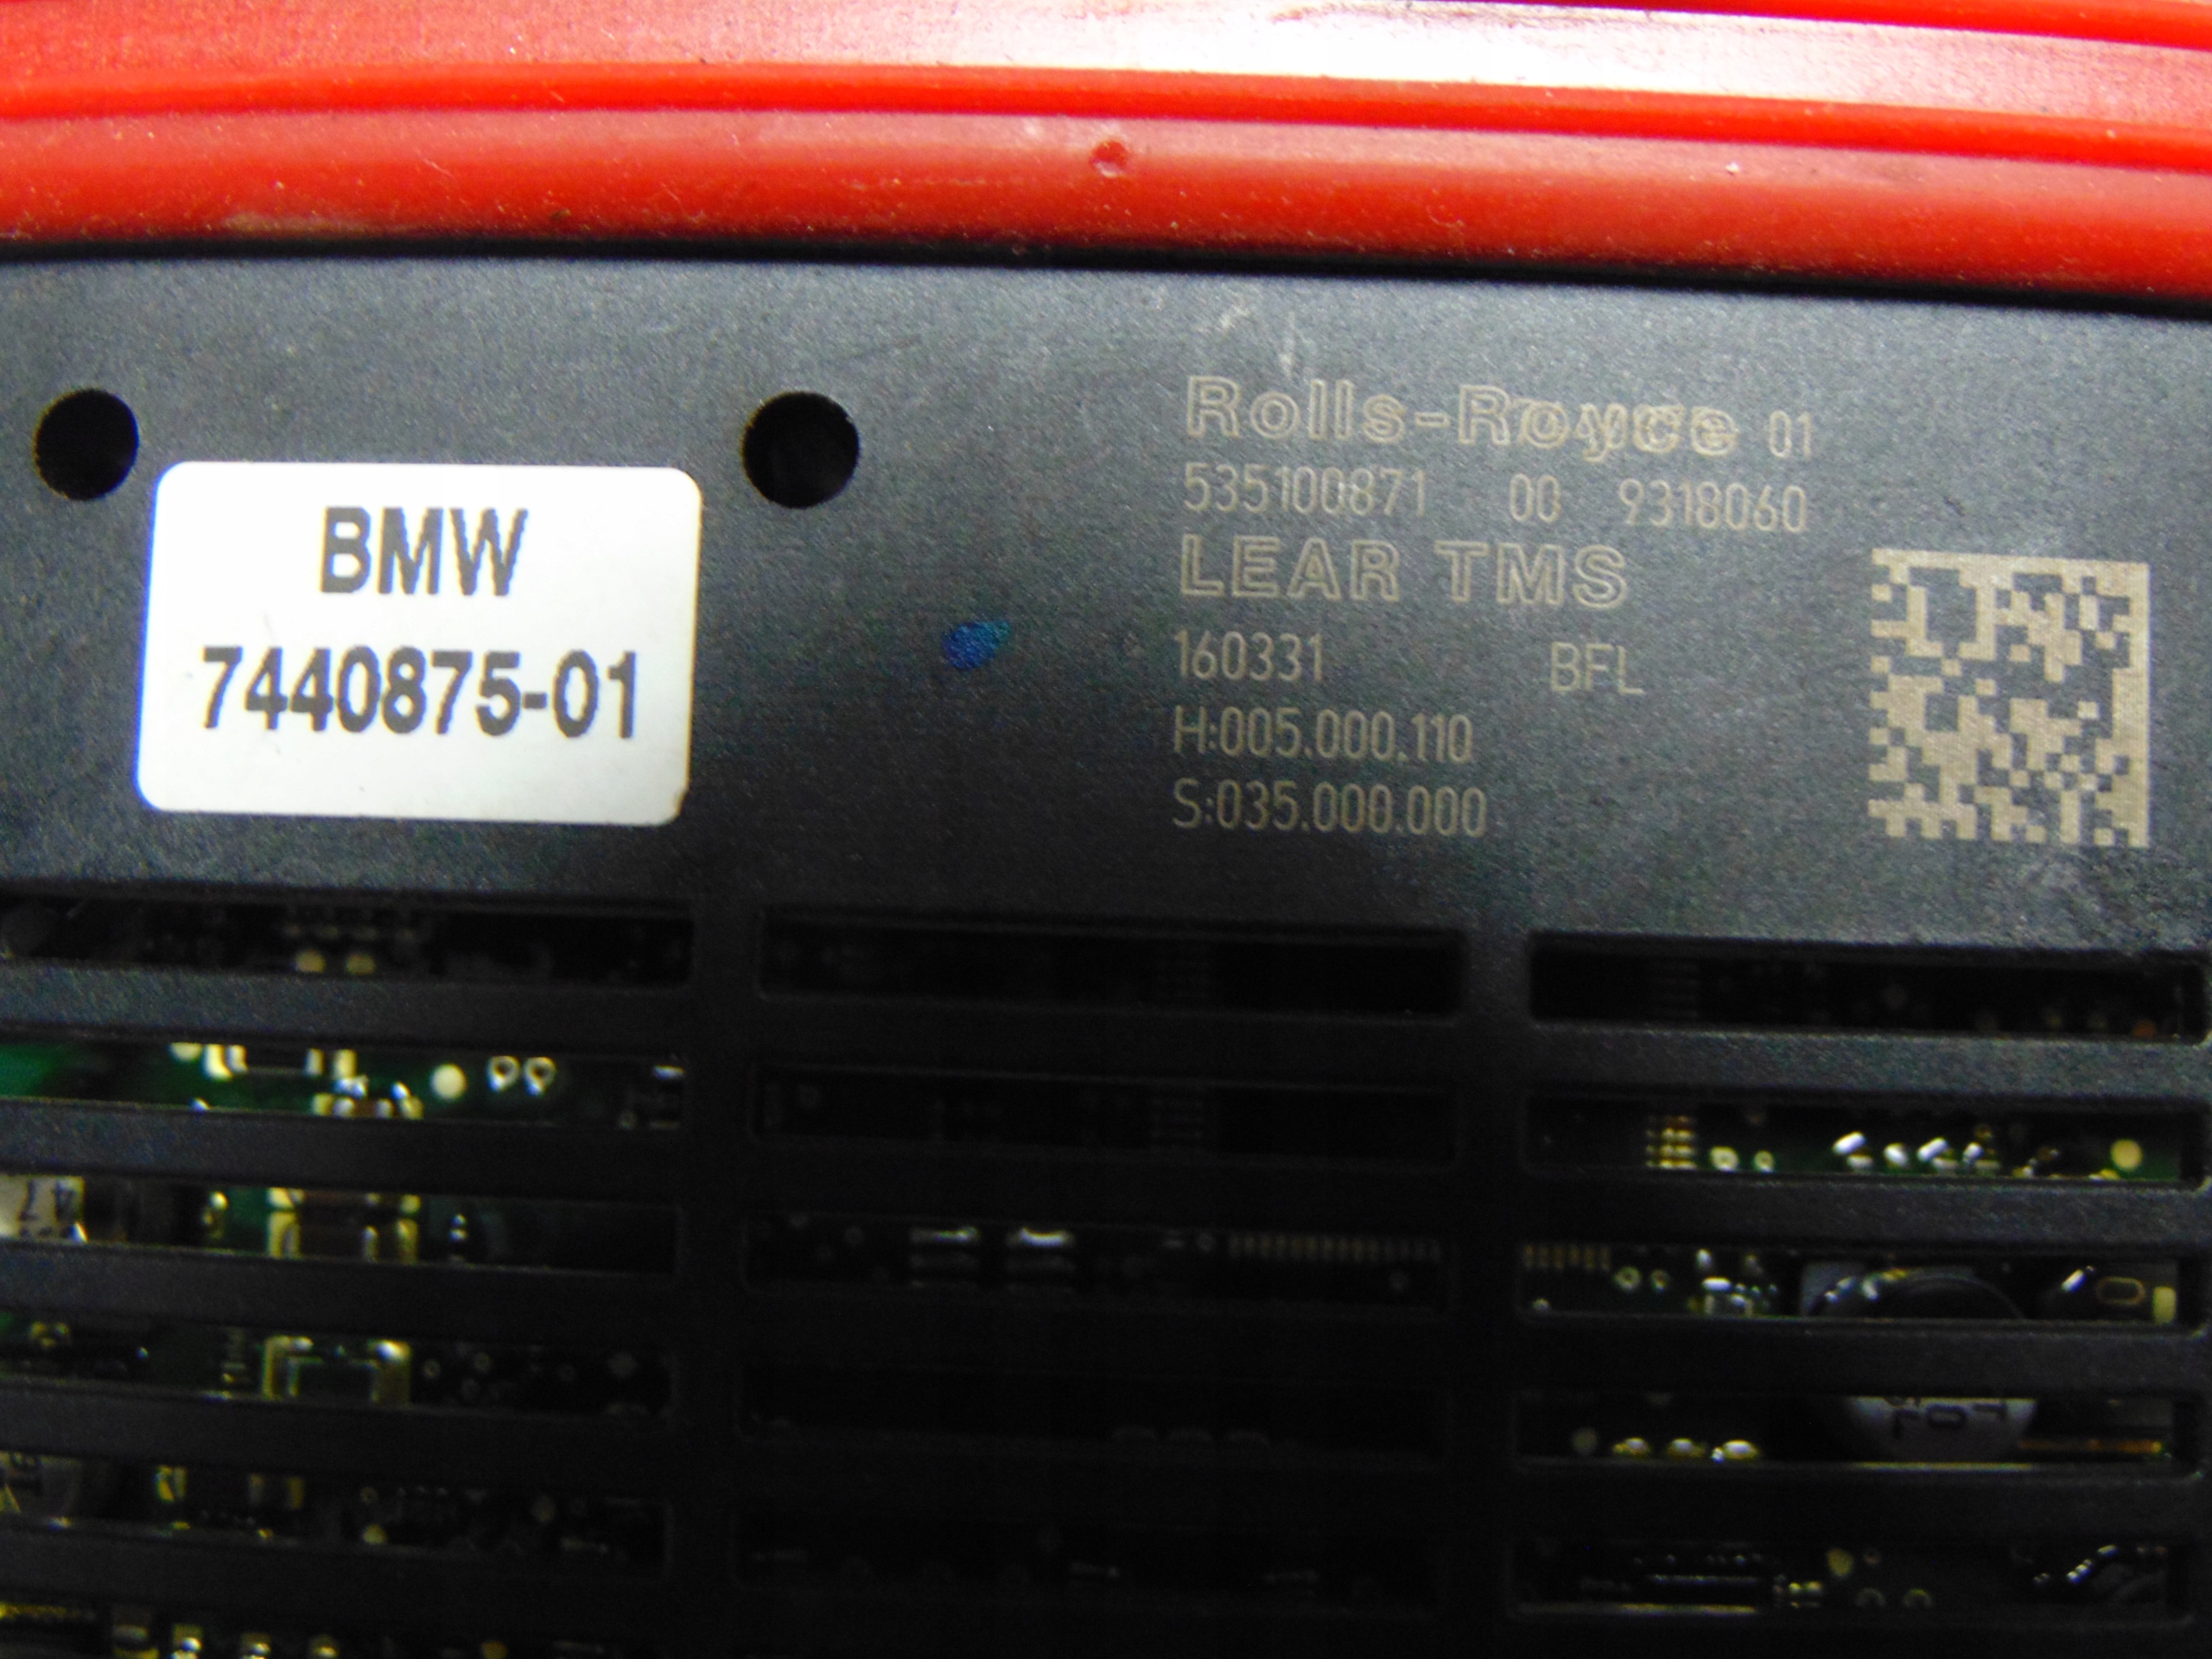 BMW
7440875-01
Rolls-Royce 01
535100871 00 9318060
LEAR TMS
160331 BFL
H:005.000.110
S:035.000.000
47